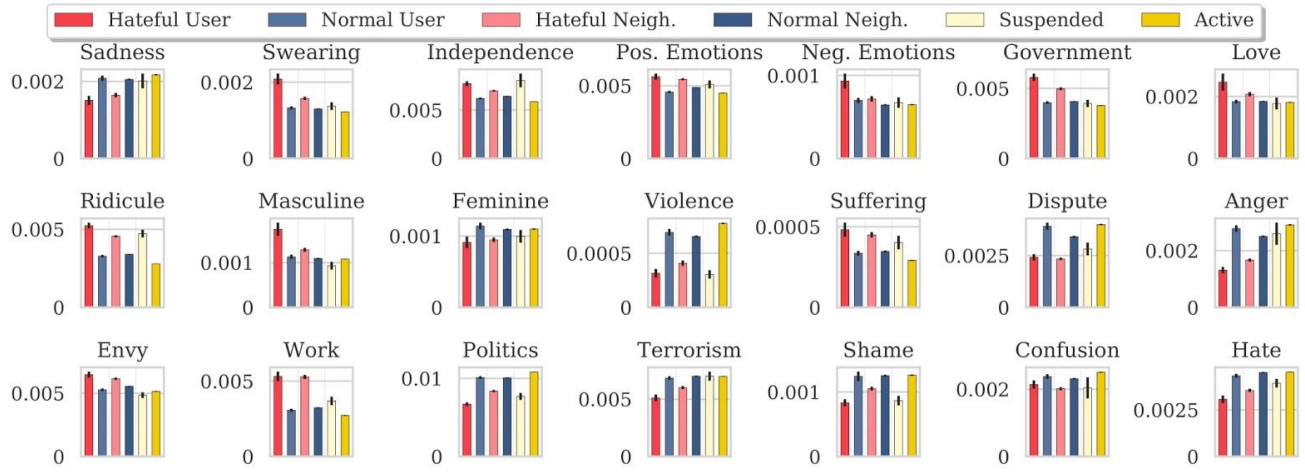 Hateful User Normal User Hateful Neigh. Normal Neigh. Suspended Active
Sadness Swearing Independence Pos. Emotions Neg. Emotions Government Love
0.002 0.002 0.005 0.005 0.001 0.005 0.002
0 0 0 0 0 0 0
Ridicule Masculine Feminine Violence Suffering Dispute Anger
0.005 0.001 0.001 0.0005 0.0005 0.0025 0.002
0 0 0 0 0 0 0
Envy Work Politics Terrorism Shame Confusion Hate
0.005 0.005 0.01 0.005 0.001 0.002 0.0025
0 0 0 0 0 0 0